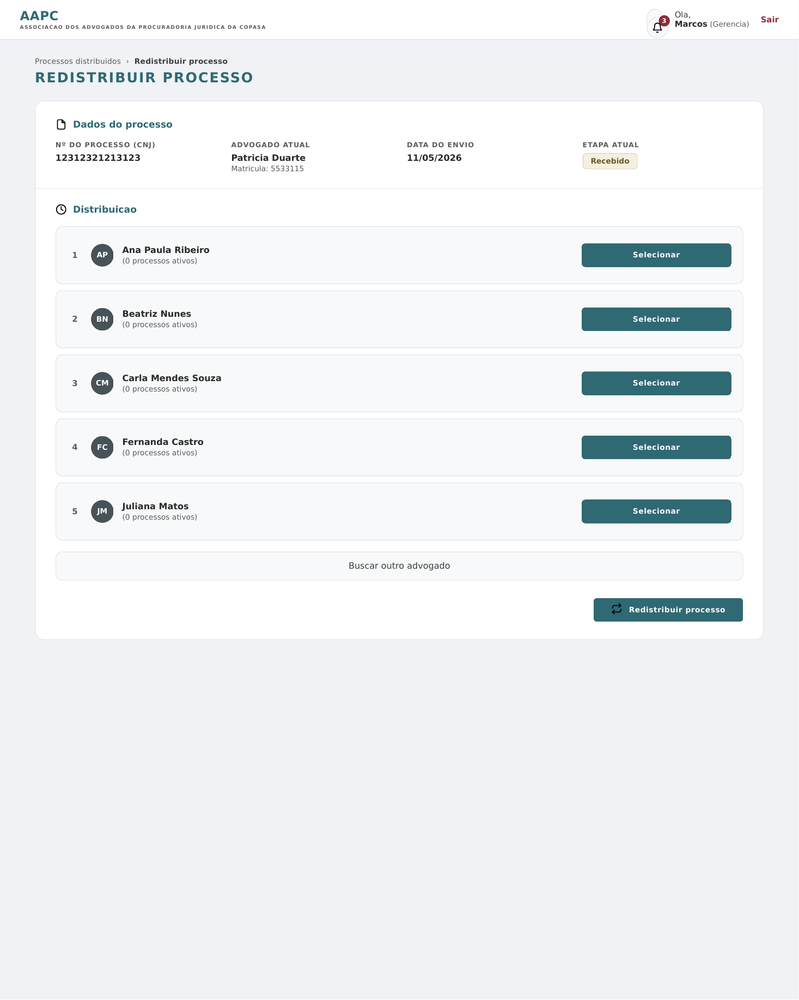 AAPC
ASSOCIACAO DOS ADVOGADOS DA PROCURADORIA JURIDICA DA COPASA
3
Ola,
Marcos (Gerencia)
Sair
Processos distribuidos › Redistribuir processo
REDISTRIBUIR PROCESSO
Dados do processo
Nº DO PROCESSO (CNJ)
12312321213123
ADVOGADO ATUAL
Patricia Duarte
Matricula: 5533115
DATA DO ENVIO
11/05/2026
ETAPA ATUAL
Recebido
Distribuicao
1
AP
Ana Paula Ribeiro
(0 processos ativos)
Selecionar
2
BN
Beatriz Nunes
(0 processos ativos)
Selecionar
3
CM
Carla Mendes Souza
(0 processos ativos)
Selecionar
4
FC
Fernanda Castro
(0 processos ativos)
Selecionar
5
JM
Juliana Matos
(0 processos ativos)
Selecionar
Buscar outro advogado
Redistribuir processo